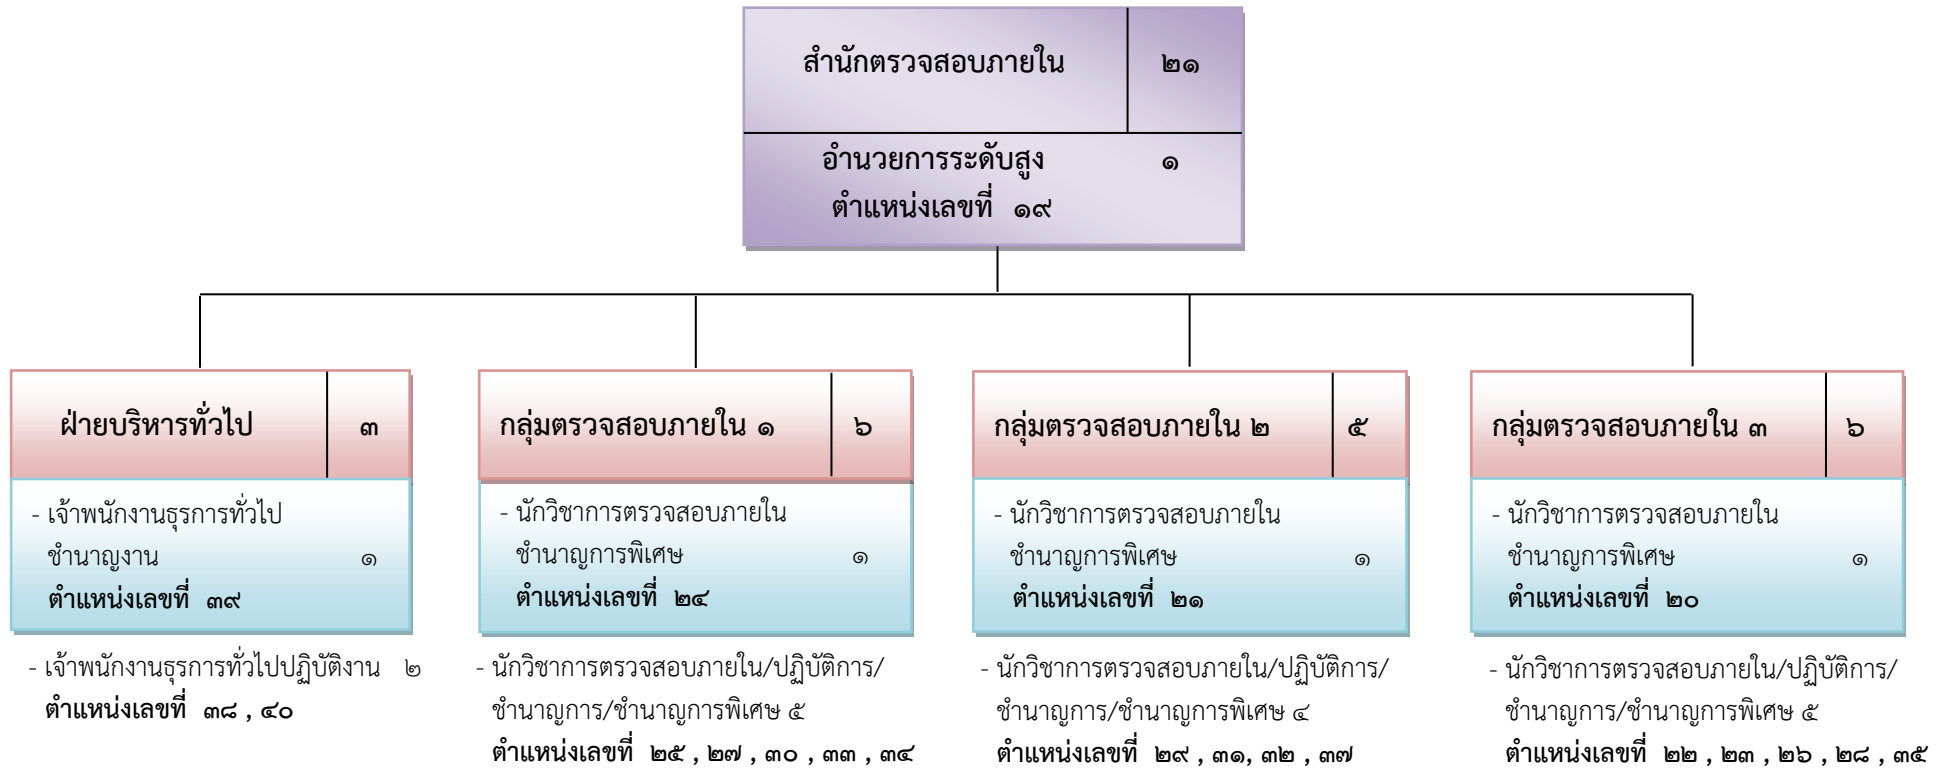 สำนักตรวจสอบภายใน ๒๑
อำนวยการระดับสูง ๑
ตำแหน่งเลขที่ ๑๙
ฝ่ายบริหารทั่วไป ๓
- เจ้าพนักงานธุรการทั่วไป
ชำนาญงาน ๑
ตำแหน่งเลขที่ ๓๙
- เจ้าพนักงานธุรการทั่วไปปฏิบัติงาน ๒
ตำแหน่งเลขที่ ๓๘ , ๔๐
กลุ่มตรวจสอบภายใน ๑ ๖
- นักวิชาการตรวจสอบภายใน
ชำนาญการพิเศษ ๑
ตำแหน่งเลขที่ ๒๔
- นักวิชาการตรวจสอบภายใน/ปฏิบัติการ/
ชำนาญการ/ชำนาญการพิเศษ ๕
ตำแหน่งเลขที่ ๒๕ , ๒๗ , ๓๐ , ๓๓ , ๓๔
กลุ่มตรวจสอบภายใน ๒ ๕
- นักวิชาการตรวจสอบภายใน
ชำนาญการพิเศษ ๑
ตำแหน่งเลขที่ ๒๑
- นักวิชาการตรวจสอบภายใน/ปฏิบัติการ/
ชำนาญการ/ชำนาญการพิเศษ ๔
ตำแหน่งเลขที่ ๒๙ , ๓๑, ๓๒ , ๓๗
กลุ่มตรวจสอบภายใน ๓ ๖
- นักวิชาการตรวจสอบภายใน
ชำนาญการพิเศษ ๑
ตำแหน่งเลขที่ ๒๐
- นักวิชาการตรวจสอบภายใน/ปฏิบัติการ/
ชำนาญการ/ชำนาญการพิเศษ ๕
ตำแหน่งเลขที่ ๒๒ , ๒๓ , ๒๖ , ๒๘ , ๓๕